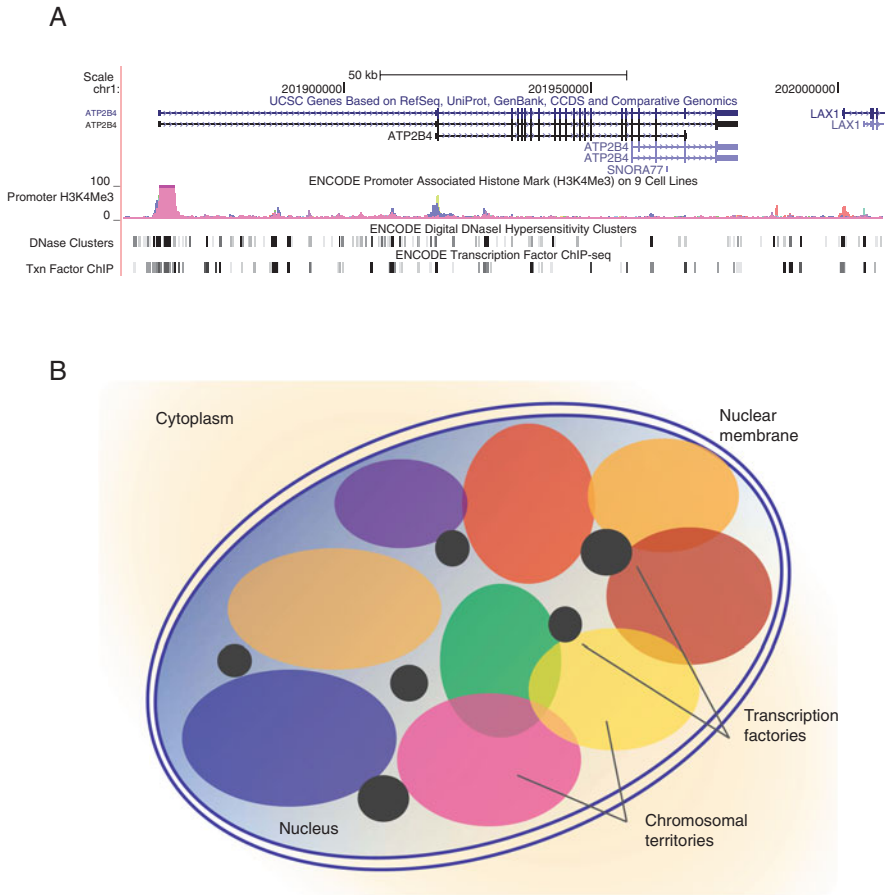 A
Scale
50 kb
chr1:
201900000
201950000
202000000
UCSC Genes Based on RefSeq, UniProt, GenBank, CCDS and Comparative Genomics
ATP2B4
LAX1
ATP2B4
LAX1
ATP2B4
ATP2B4
ATP2B4
SNORA77
100
ENCODE Promoter Associated Histone Mark (H3K4Me3) on 9 Cell Lines
Promoter H3K4Me3
0
ENCODE Digital DNaseI Hypersensitivity Clusters
DNase Clusters
ENCODE Transcription Factor ChIP-seq
Txn Factor ChIP
B
Cytoplasm
Nuclear
membrane
Transcription
factories
Chromosomal
territories
Nucleus